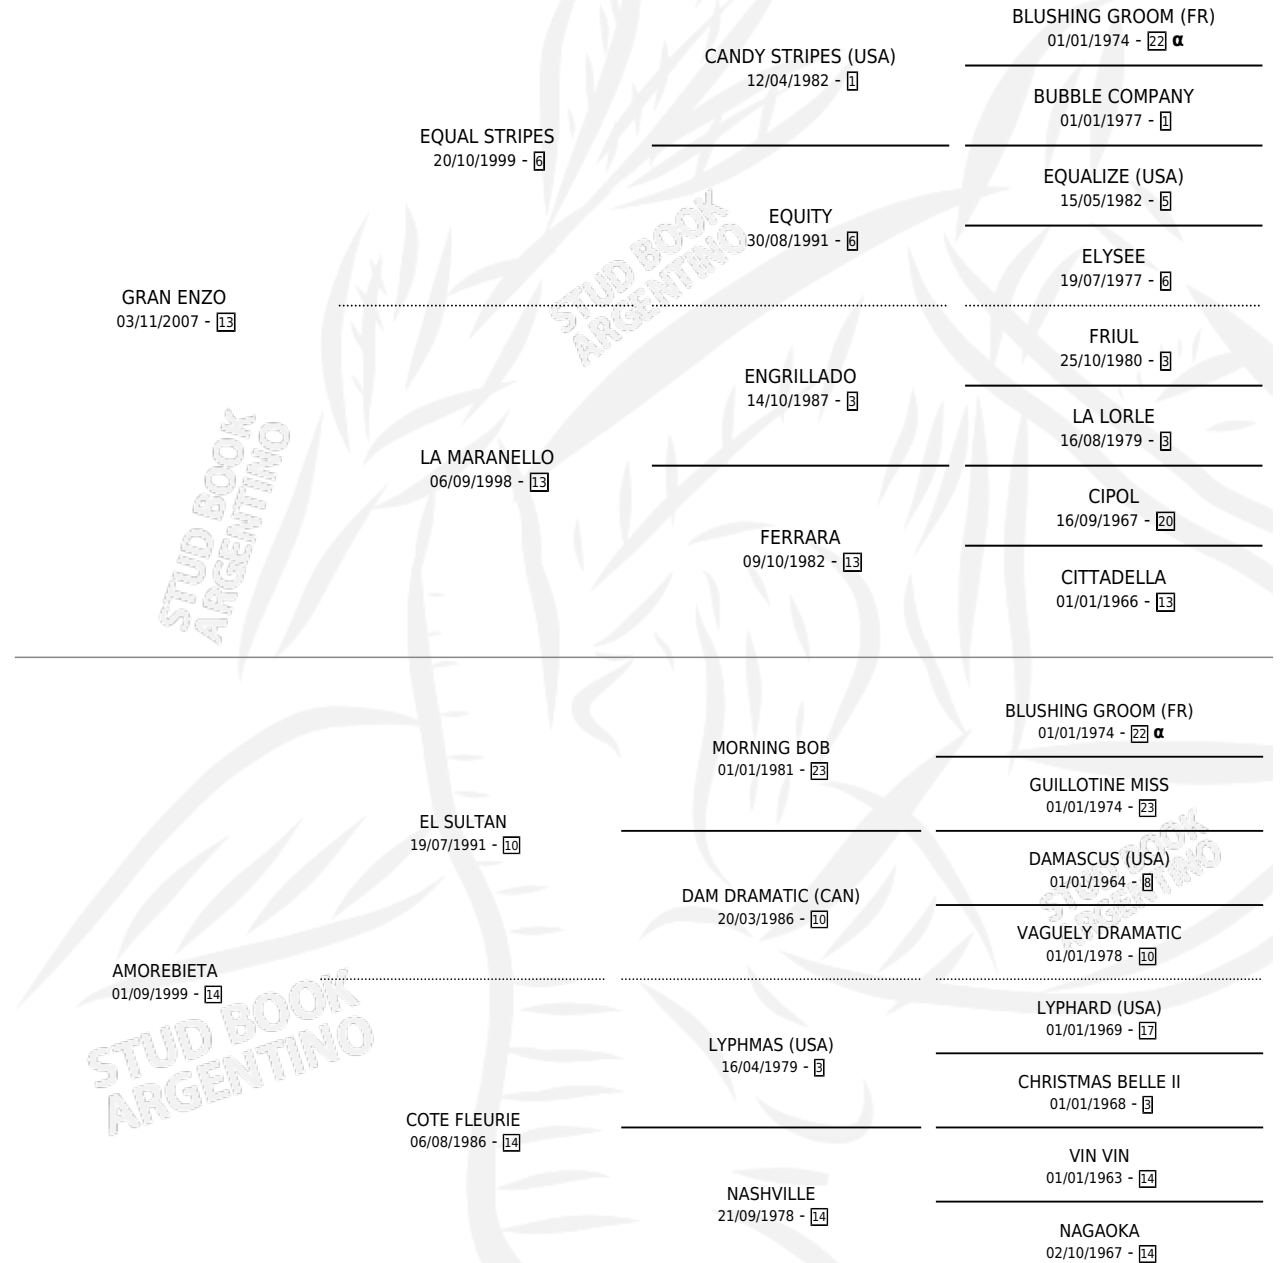 BLUSHING GROOM (FR)
01/01/1974 - 22 α
CANDY STRIPES (USA)
12/04/1982 - 1
BUBBLE COMPANY
01/01/1977 - 1
EQUAL STRIPES
20/10/1999 - 6
EQUALIZE (USA)
15/05/1982 - 5
EQUITY
30/08/1991 - 6
ELYSEE
19/07/1977 - 6
GRAN ENZO
03/11/2007 - 13
FRIUL
25/10/1980 - 3
ENGRILLADO
14/10/1987 - 3
LA LORLE
16/08/1979 - 3
LA MARANELLO
06/09/1998 - 13
CIPOL
16/09/1967 - 20
FERRARA
09/10/1982 - 13
CITTADELLA
01/01/1966 - 13
STUD BOOK
ARGENTINO
STUD BOOK
ARGENTINO
BLUSHING GROOM (FR)
01/01/1974 - 22 α
MORNING BOB
01/01/1981 - 23
GUILLOTINE MISS
01/01/1974 - 23
EL SULTAN
19/07/1991 - 10
DAMASCUS (USA)
01/01/1964 - 8
DAM DRAMATIC (CAN)
20/03/1986 - 10
VAGUELY DRAMATIC
01/01/1978 - 10
AMOREBIETA
01/09/1999 - 14
LYPHARD (USA)
01/01/1969 - 17
LYPHMAS (USA)
16/04/1979 - 3
CHRISTMAS BELLE II
01/01/1968 - 3
COTE FLEURIE
06/08/1986 - 14
VIN VIN
01/01/1963 - 14
NASHVILLE
21/09/1978 - 14
NAGAOKA
02/10/1967 - 14
STUD BOOK
ARGENTINO
STUD BOOK
ARGENTINO